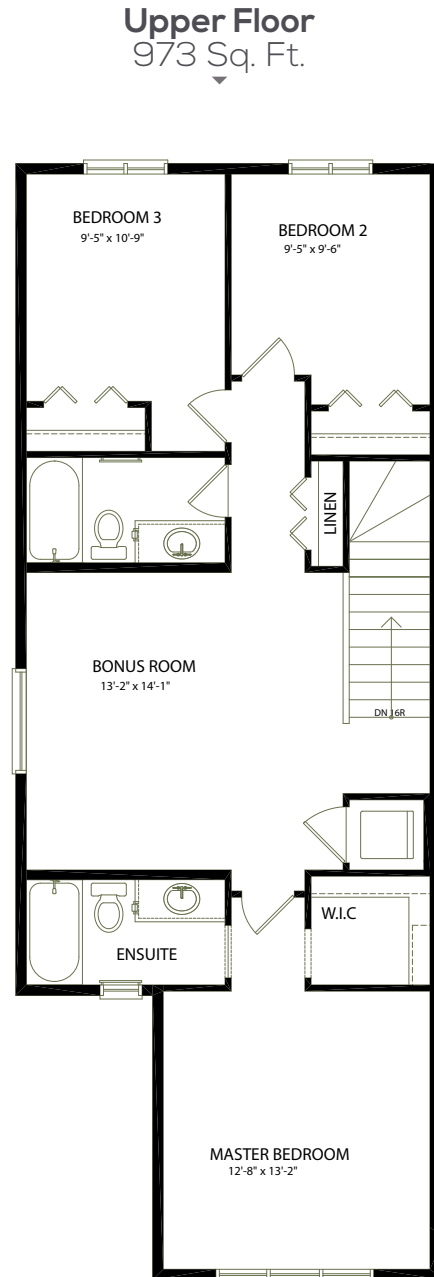 Upper Floor
973 Sq. Ft.
BEDROOM 3
9'-5" x 10'-9"
BEDROOM 2
9'-5" x 9'-6"
LINEN
BONUS ROOM
13'-2" x 14'-1"
DN 16R
W.I.C
ENSUITE
MASTER BEDROOM
12'-8" x 13'-2"